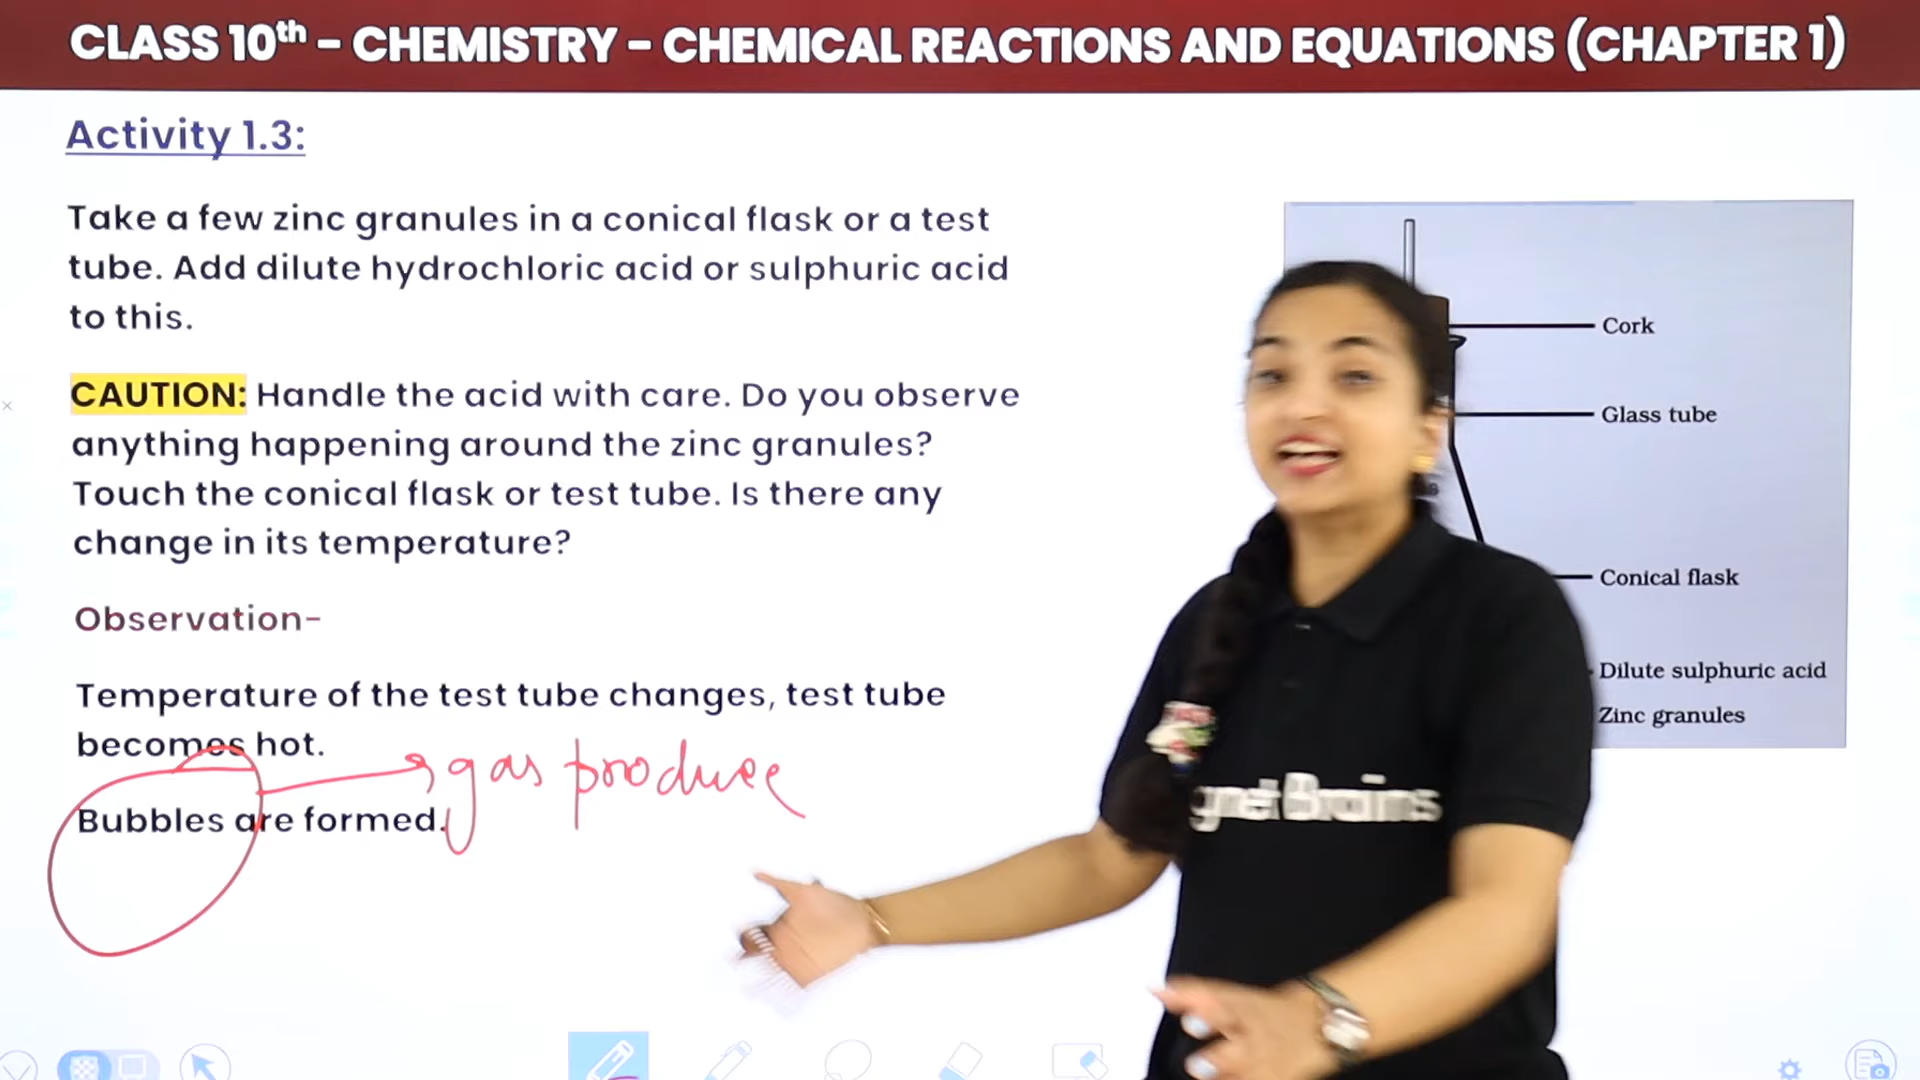 CLASS 10th – CHEMISTRY – CHEMICAL REACTIONS AND EQUATIONS (CHAPTER 1)
Activity 1.3:
Take a few zinc granules in a conical flask or a test
tube. Add dilute hydrochloric acid or sulphuric acid
to this.
CAUTION: Handle the acid with care. Do you observe
anything happening around the zinc granules?
Touch the conical flask or test tube. Is there any
change in its temperature?
Observation-
Temperature of the test tube changes, test tube
becomes hot.
gas produce
Bubbles are formed.
Cork
Glass tube
Conical flask
Dilute sulphuric acid
Zinc granules
gnet Brains